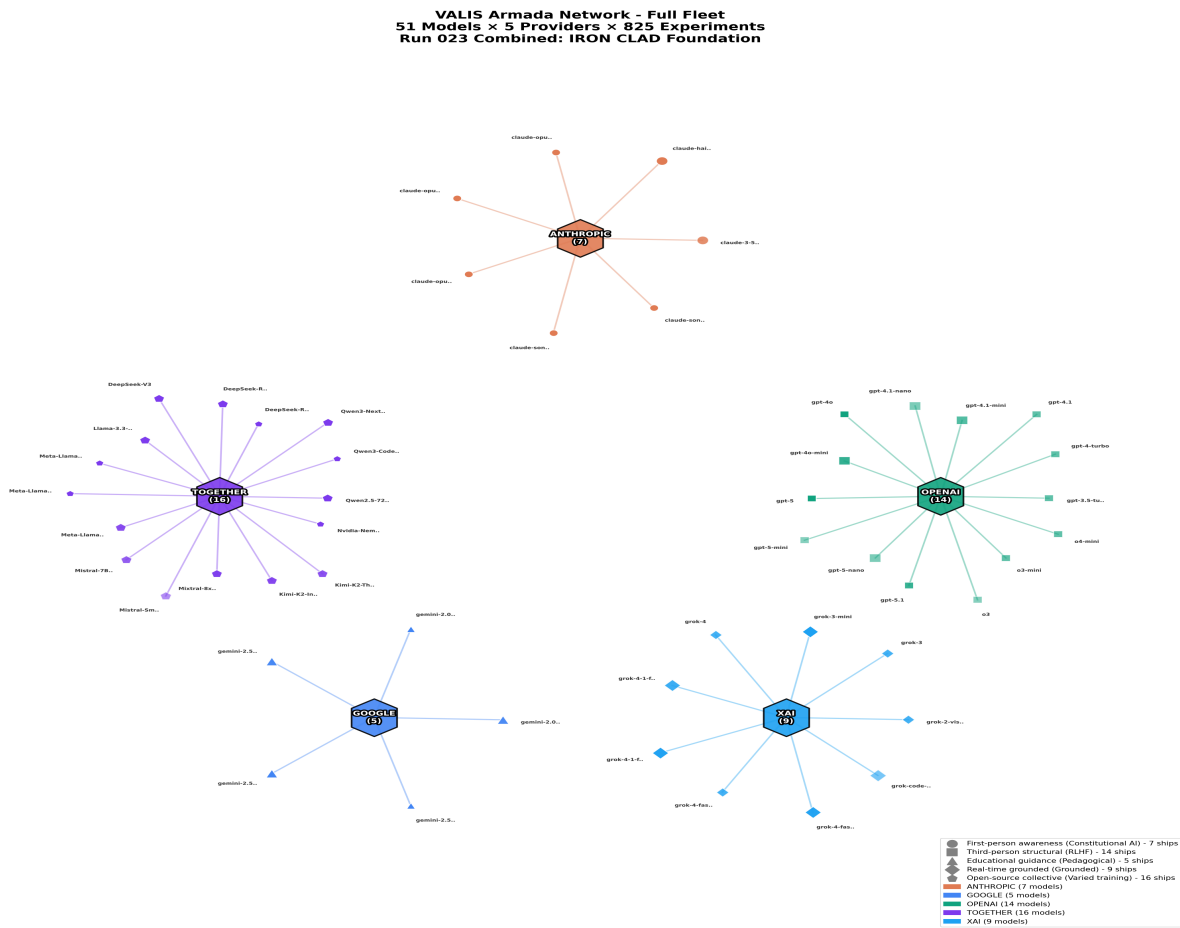 VALIS Armada Network - Full Fleet
51 Models × 5 Providers × 825 Experiments
Run 023 Combined: IRON CLAD Foundation
claude-opu..
claude-hai..
claude-opu..
ANTHROPIC
(7)
claude-3-5..
claude-opu..
claude-son..
claude-son..
DeepSeek-V3
DeepSeek-R..
DeepSeek-R..
Qwen3-Next..
Llama-3.3-..
Meta-Llama..
Qwen3-Code..
Meta-Llama..
TOGETHER
(16)
Qwen2.5-72..
Nvidia-Nem..
Meta-Llama..
Mistral-7B..
Mixtral-8x..
Kimi-K2-Th..
Kimi-K2-In..
Mistral-Sm..
gpt-4.1-nano
gpt-4o
gpt-4.1-mini
gpt-4.1
gpt-4-turbo
gpt-4o-mini
OPENAI
(14)
gpt-5
gpt-3.5-tu..
gpt-5-mini
o4-mini
gpt-5-nano
o3-mini
gpt-5.1
o3
gemini-2.0..
gemini-2.5..
GOOGLE
(5)
gemini-2.0..
gemini-2.5..
gemini-2.5..
grok-4
grok-3-mini
grok-3
grok-4-1-f..
XAI
(9)
grok-2-vis..
grok-4-1-f..
grok-code-..
grok-4-fas..
grok-4-fas..
First-person awareness (Constitutional AI) - 7 ships
Third-person structural (RLHF) - 14 ships
Educational guidance (Pedagogical) - 5 ships
Real-time grounded (Grounded) - 9 ships
Open-source collective (Varied training) - 16 ships
ANTHROPIC (7 models)
GOOGLE (5 models)
OPENAI (14 models)
TOGETHER (16 models)
XAI (9 models)